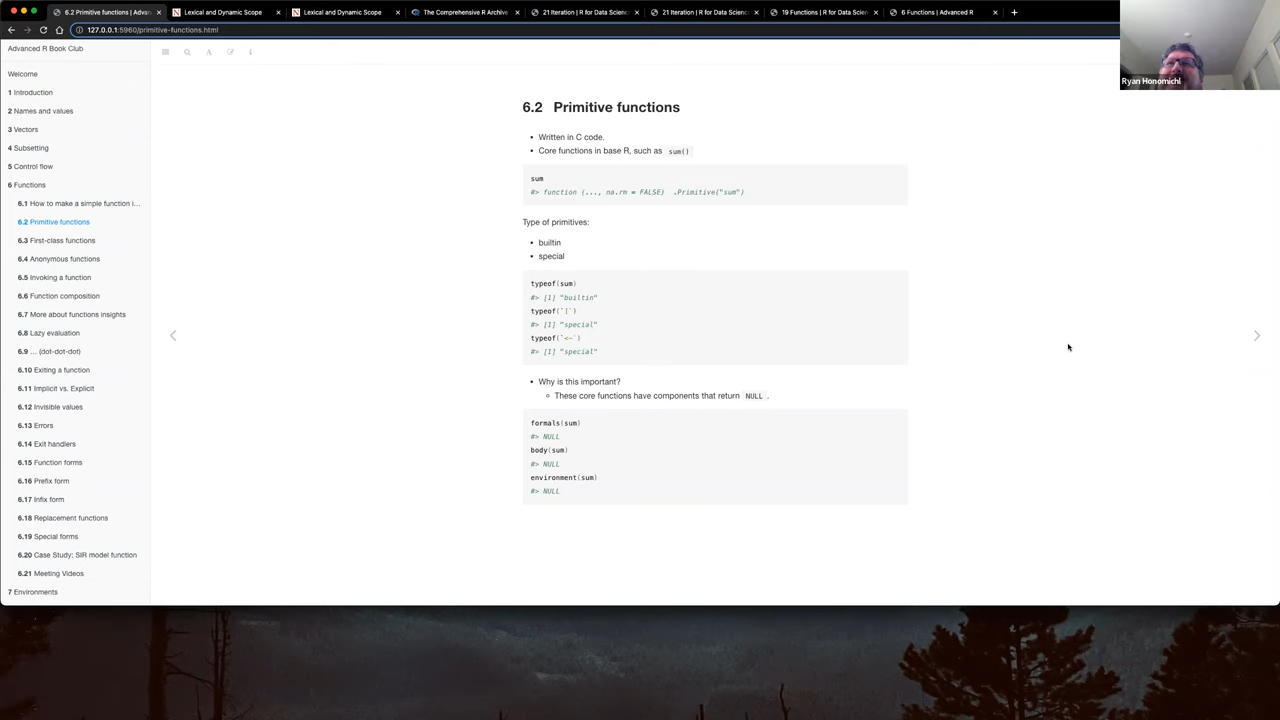 6.2 Primitive functions | Advan
Lexical and Dynamic Scope
Lexical and Dynamic Scope
The Comprehensive R Archive
21 Iteration | R for Data Scienc
21 Iteration | R for Data Scienc
19 Functions | R for Data Scien
6 Functions | Advanced R
127.0.0.1:5960/primitive-functions.html
Ryan Honomichl
Advanced R Book Club
Welcome
1 Introduction
2 Names and values
3 Vectors
4 Subsetting
5 Control flow
6 Functions
6.1 How to make a simple function i...
6.2 Primitive functions
6.3 First-class functions
6.4 Anonymous functions
6.5 Invoking a function
6.6 Function composition
6.7 More about functions insights
6.8 Lazy evaluation
6.9 ... (dot-dot-dot)
6.10 Exiting a function
6.11 Implicit vs. Explicit
6.12 Invisible values
6.13 Errors
6.14 Exit handlers
6.15 Function forms
6.16 Prefix form
6.17 Infix form
6.18 Replacement functions
6.19 Special forms
6.20 Case Study: SIR model function
6.21 Meeting Videos
7 Environments
6.2 Primitive functions
• Written in C code.
• Core functions in base R, such as sum()
sum
#> function (..., na.rm = FALSE) .Primitive("sum")
Type of primitives:
• builtin
• special
typeof(sum)
#> [1] "builtin"
typeof(`[`)
#> [1] "special"
typeof(`<-`)
#> [1] "special"
• Why is this important?
◦ These core functions have components that return NULL .
formals(sum)
#> NULL
body(sum)
#> NULL
environment(sum)
#> NULL